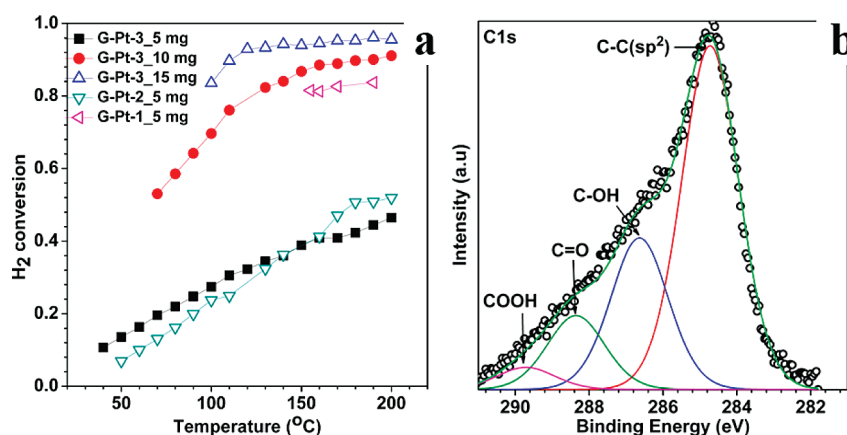 a
G-Pt-3_5 mg
G-Pt-3_10 mg
G-Pt-3_15 mg
G-Pt-2_5 mg
G-Pt-1_5 mg
H2 conversion
1.0
0.8
0.6
0.4
0.2
0.0
50 100 150 200
Temperature (OC)
b
C1s
C-C(sp2)
C-OH
C=O
COOH
Intensity (a.u)
290 288 286 284 282
Binding Energy (eV)